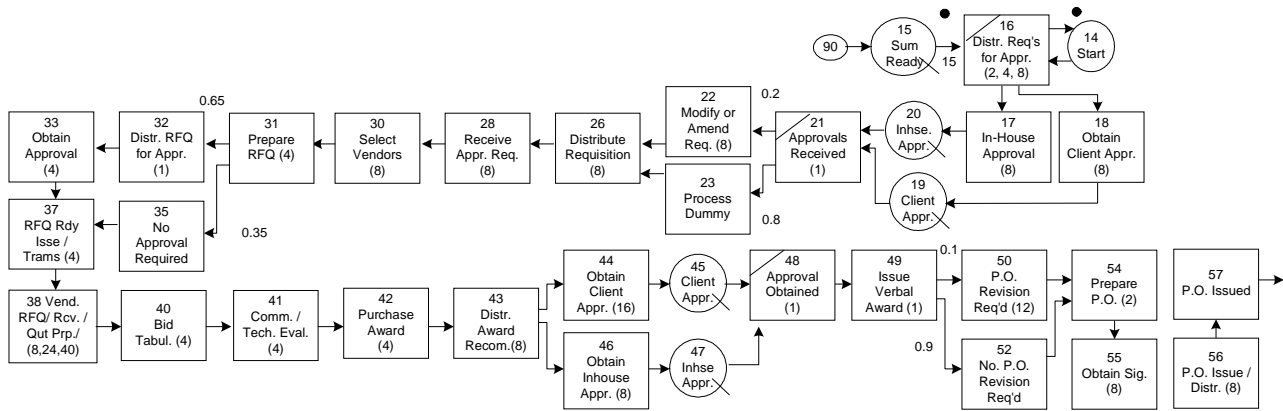 90
15
Sum
Ready
15
16
Distr. Req's
for Appr.
(2, 4, 8)
14
Start
33
Obtain
Approval
(4)
32
Distr. RFQ
for Appr.
(1)
0.65
31
Prepare
RFQ (4)
30
Select
Vendors
(8)
28
Receive
Appr. Req.
(8)
26
Distribute
Requisition
(8)
22
Modify or
Amend
Req. (8)
0.2
23
Process
Dummy
0.8
21
Approvals
Received
(1)
20
Inhse.
Appr.
19
Client
Appr.
17
In-House
Approval
(8)
18
Obtain
Client Appr.
(8)
37
RFQ Rdy
Isse /
Trams (4)
35
No
Approval
Required
0.35
38 Vend.
RFQ/ Rcv. /
Qut Prp./
(8,24,40)
40
Bid
Tabul. (4)
41
Comm. /
Tech. Eval.
(4)
42
Purchase
Award
(4)
43
Distr.
Award
Recom.(8)
44
Obtain
Client
Appr. (16)
45
Client
Appr.
46
Obtain
Inhouse
Appr. (8)
47
Inhse
Appr.
48
Approval
Obtained
(1)
49
Issue
Verbal
Award (1)
0.1
50
P.O.
Revision
Req'd (12)
0.9
52
No. P.O.
Revision
Req'd
54
Prepare
P.O. (2)
55
Obtain Sig.
(8)
57
P.O. Issued
56
P.O. Issue /
Distr. (8)